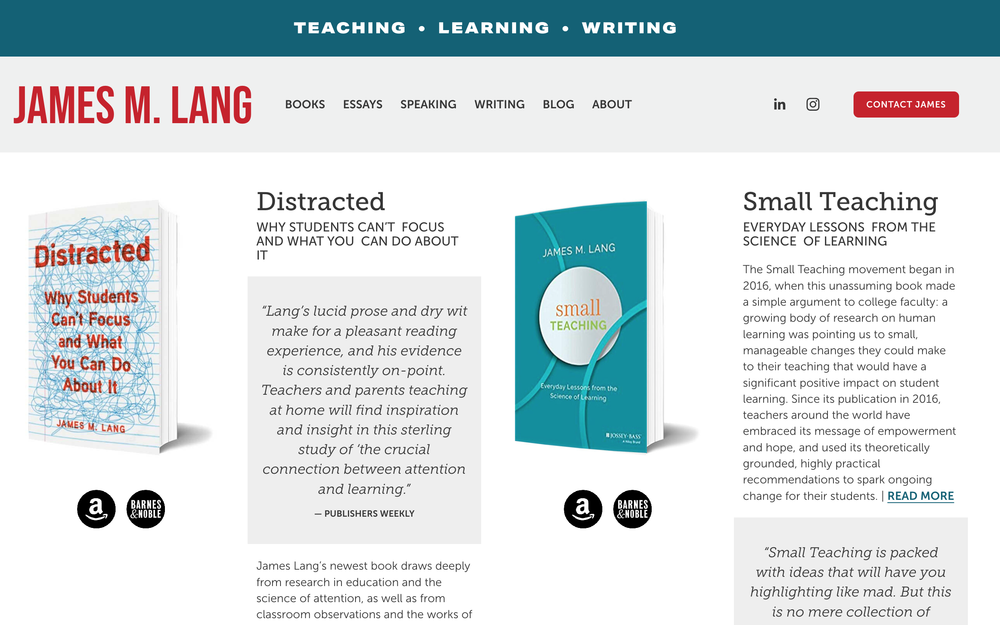 TEACHING • LEARNING • WRITING
JAMES M. LANG
BOOKS ESSAYS SPEAKING WRITING BLOG ABOUT
in
CONTACT JAMES
Distracted
Why Students
Can't Focus
and What
You Can Do
About It
JAMES M. LANG
a
BARNES
&NOBLE
Distracted
WHY STUDENTS CAN’T FOCUS
AND WHAT YOU CAN DO ABOUT
IT
“Lang’s lucid prose and dry wit
make for a pleasant reading
experience, and his evidence
is consistently on-point.
Teachers and parents teaching
at home will find inspiration
and insight in this sterling
study of ‘the crucial
connection between attention
and learning.”
— PUBLISHERS WEEKLY
James Lang’s newest book draws deeply
from research in education and the
science of attention, as well as from
classroom observations and the works of
JAMES M. LANG
small
TEACHING
Everyday Lessons from the
Science of Learning
JOSSEY-BASS
A Wiley Brand
a
BARNES
&NOBLE
Small Teaching
EVERYDAY LESSONS FROM THE
SCIENCE OF LEARNING
The Small Teaching movement began in
2016, when this unassuming book made
a simple argument to college faculty: a
growing body of research on human
learning was pointing us to small,
manageable changes they could make
to their teaching that would have a
significant positive impact on student
learning. Since its publication in 2016,
teachers around the world have
embraced its message of empowerment
and hope, and used its theoretically
grounded, highly practical
recommendations to spark ongoing
change for their students. | READ MORE
“Small Teaching is packed
with ideas that will have you
highlighting like mad. But this
is no mere collection of